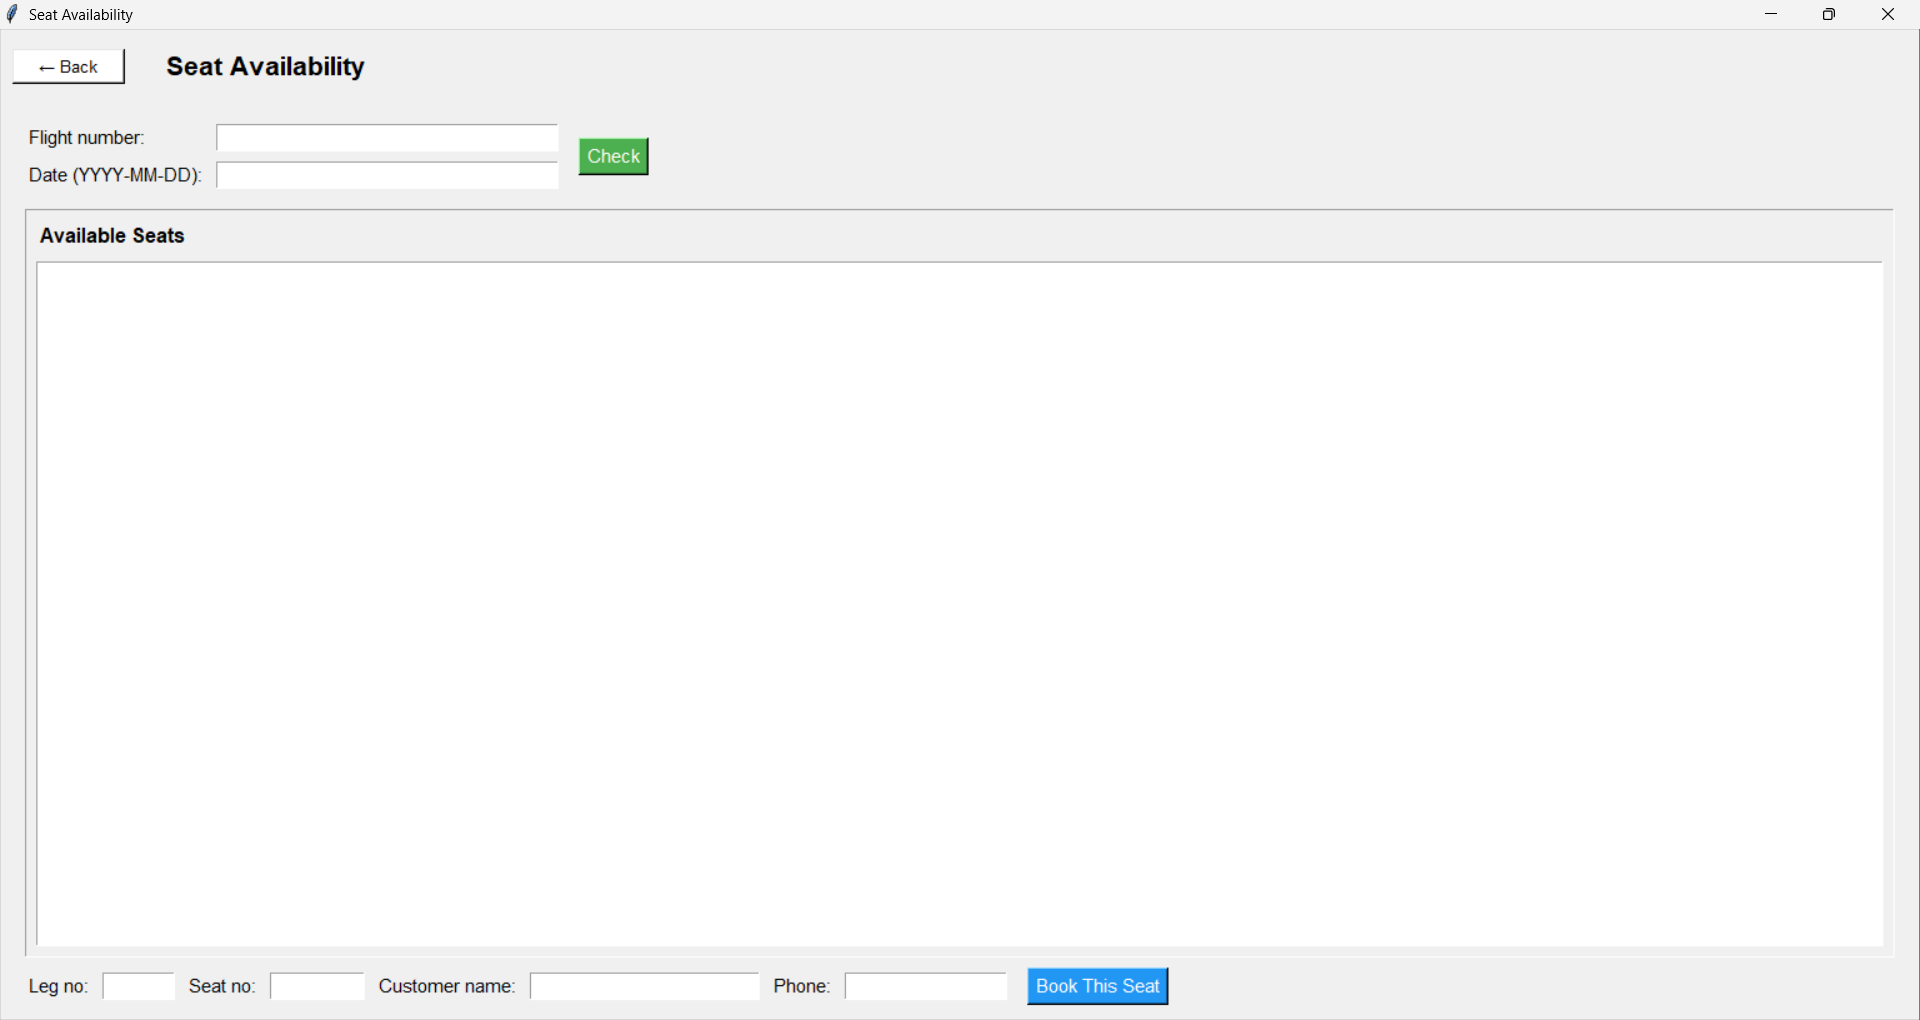 Seat Availability
← Back
Seat Availability
Flight number:
Check
Date (YYYY-MM-DD):
Available Seats
Leg no: Seat no: Customer name: Phone: Book This Seat